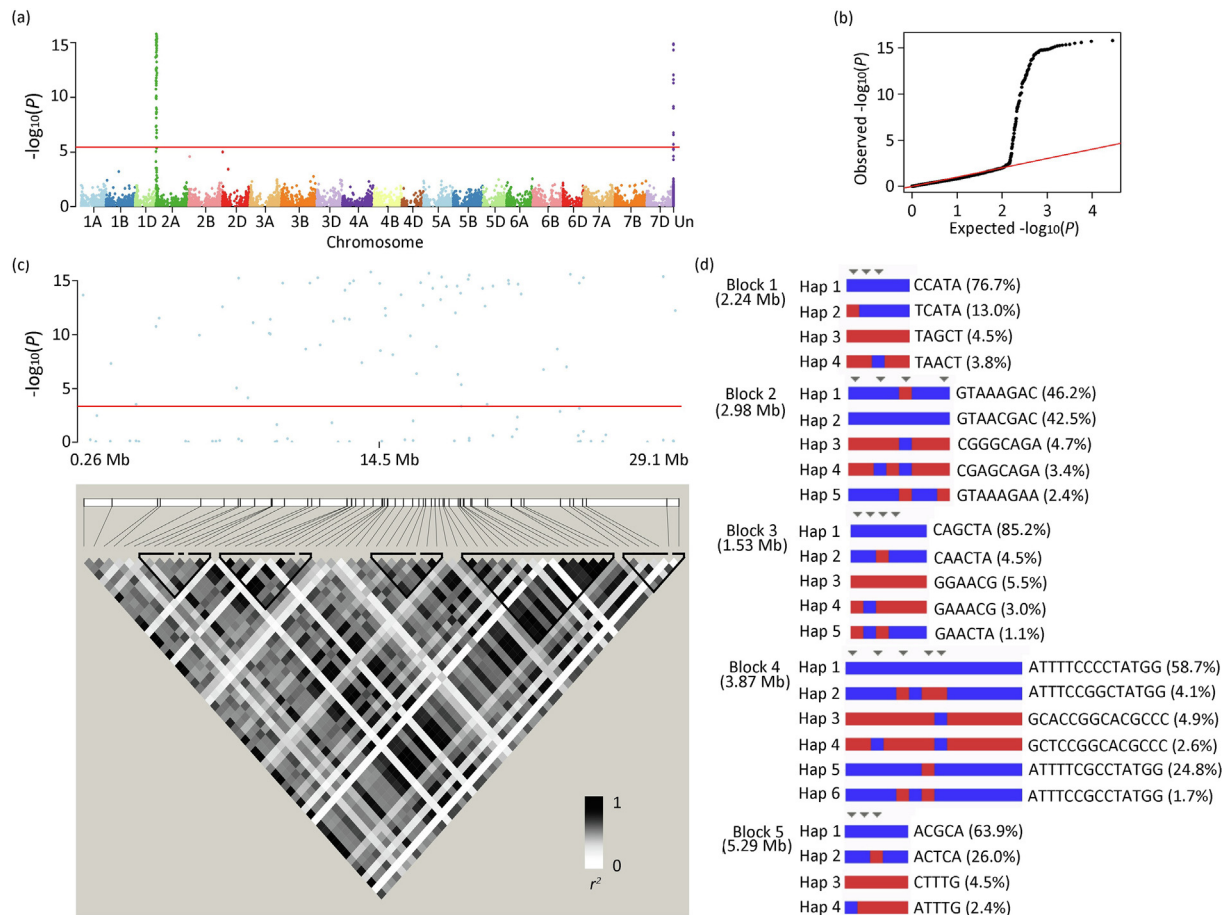 (a)
15
10
5
0
-log10(P)
1A 1B 1D 2A 2B 2D 3A 3B 3D 4A 4B 4D 5A 5B 5D 6A 6B 6D 7A 7B 7D Un
Chromosome
(b)
15
10
5
0
Observed -log10(P)
0 1 2 3 4
Expected -log10(P)
(c)
15
10
5
0
-log10(P)
0.26 Mb 14.5 Mb 29.1 Mb
1
0
r2
(d)
Block 1
(2.24 Mb)
Hap 1 CCATA (76.7%)
Hap 2 TCATA (13.0%)
Hap 3 TAGCT (4.5%)
Hap 4 TAACT (3.8%)
Block 2
(2.98 Mb)
Hap 1 GTAAAGAC (46.2%)
Hap 2 GTAACGAC (42.5%)
Hap 3 CGGGCAGA (4.7%)
Hap 4 CGAGCAGA (3.4%)
Hap 5 GTAAAGAA (2.4%)
Block 3
(1.53 Mb)
Hap 1 CAGCTA (85.2%)
Hap 2 CAACTA (4.5%)
Hap 3 GGAACG (5.5%)
Hap 4 GAAACG (3.0%)
Hap 5 GAACTA (1.1%)
Block 4
(3.87 Mb)
Hap 1 ATTTTCCCCTATGG (58.7%)
Hap 2 ATTTCCGGCTATGG (4.1%)
Hap 3 GCACCGGCACGCCC (4.9%)
Hap 4 GCTCCGGCACGCCC (2.6%)
Hap 5 ATTTTCGCCTATGG (24.8%)
Hap 6 ATTTCCGCCTATGG (1.7%)
Block 5
(5.29 Mb)
Hap 1 ACGCA (63.9%)
Hap 2 ACTCA (26.0%)
Hap 3 CTTTG (4.5%)
Hap 4 ATTTG (2.4%)